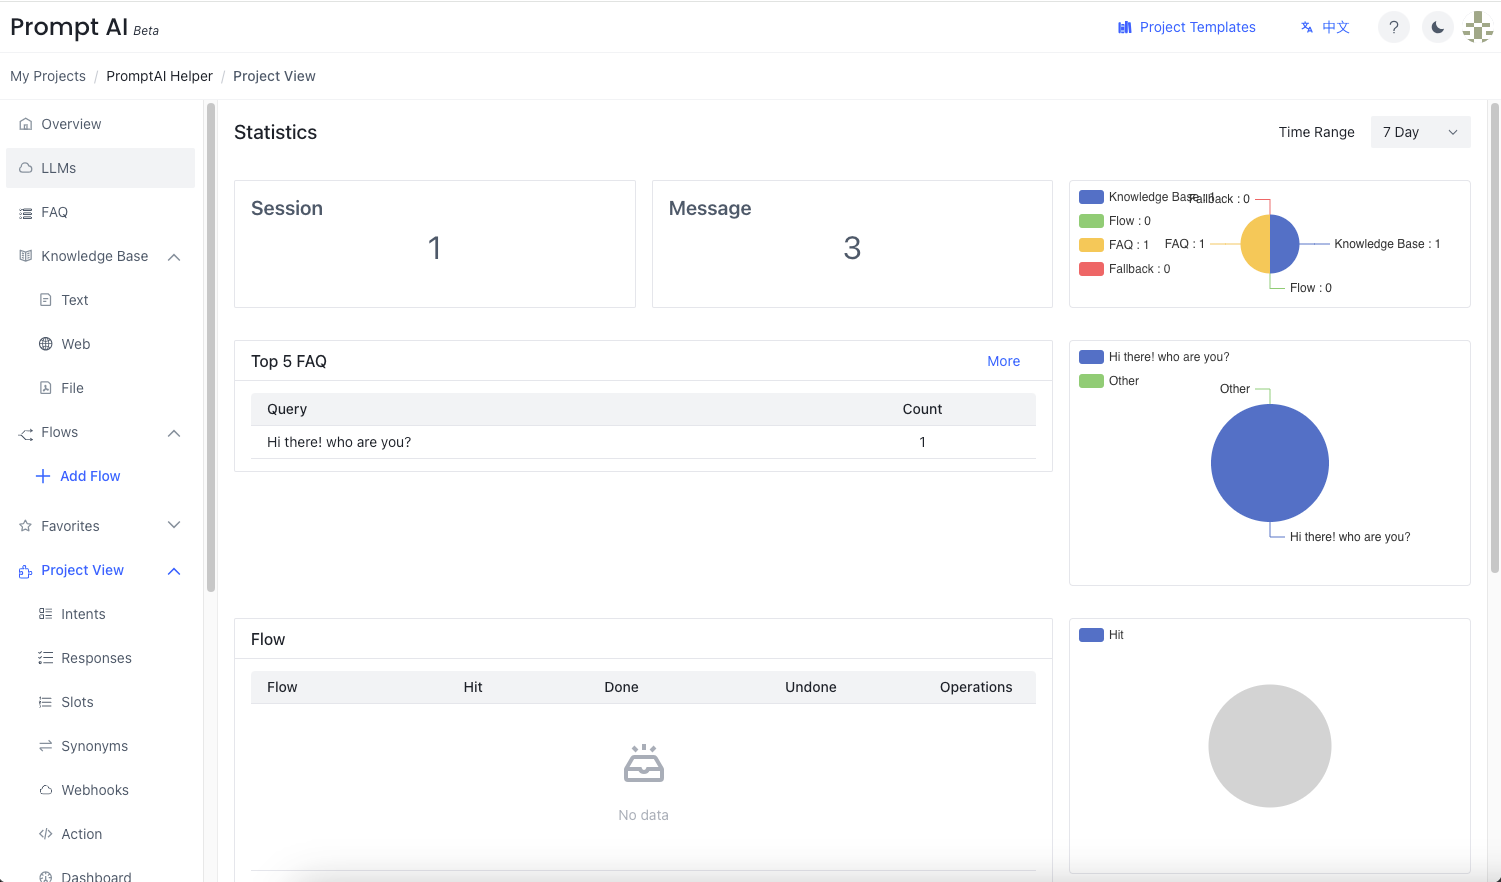 Prompt AI Beta
Project Templates
中文
?
My Projects / PromptAI Helper / Project View
Overview
LLMs
FAQ
Knowledge Base
Text
Web
File
Flows
Add Flow
Favorites
Project View
Intents
Responses
Slots
Synonyms
Webhooks
Action
Dashboard
Statistics
Time Range
7 Day
Session
1
Message
3
Knowledge Base : 1
Flow : 0
FAQ : 1
Fallback : 0
Fallback : 0
FAQ : 1
Knowledge Base : 1
Flow : 0
Top 5 FAQ
More
Query Count
Hi there! who are you? 1
Hi there! who are you?
Other
Other
Hi there! who are you?
Flow
Flow Hit Done Undone Operations
No data
Hit